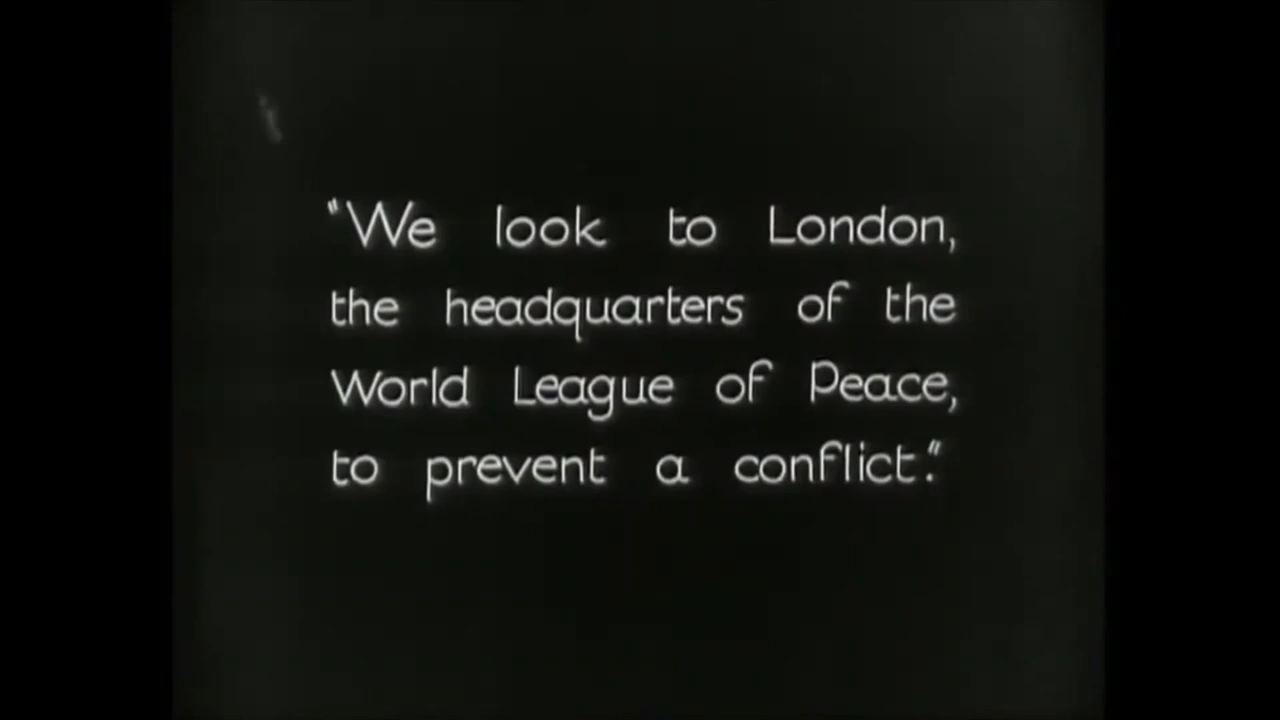 "We look to London,
the headquarters of the
World League of Peace,
to prevent a conflict."